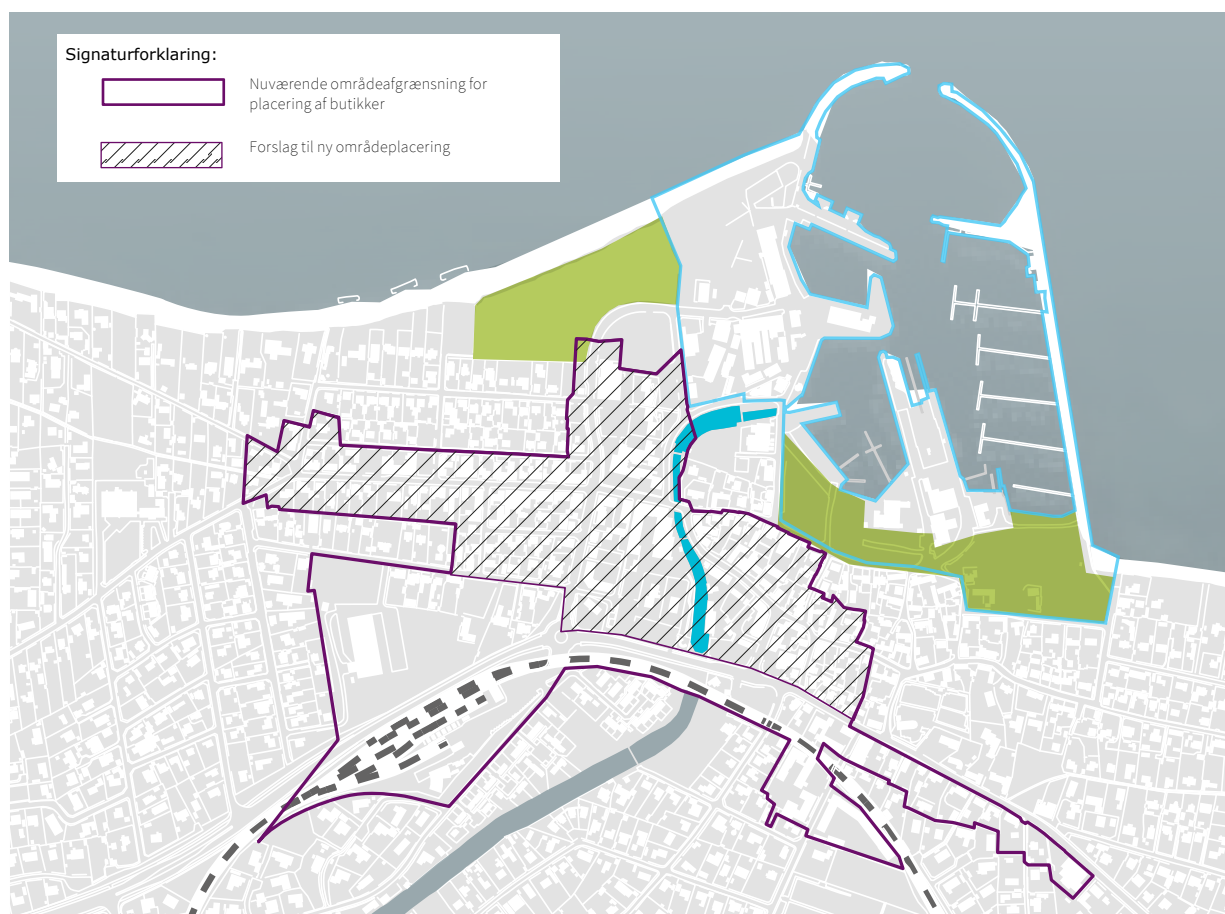 Signaturforklaring:
Nuværende områdeafgrænsning for
placering af butikker
Forslag til ny områdeplacering